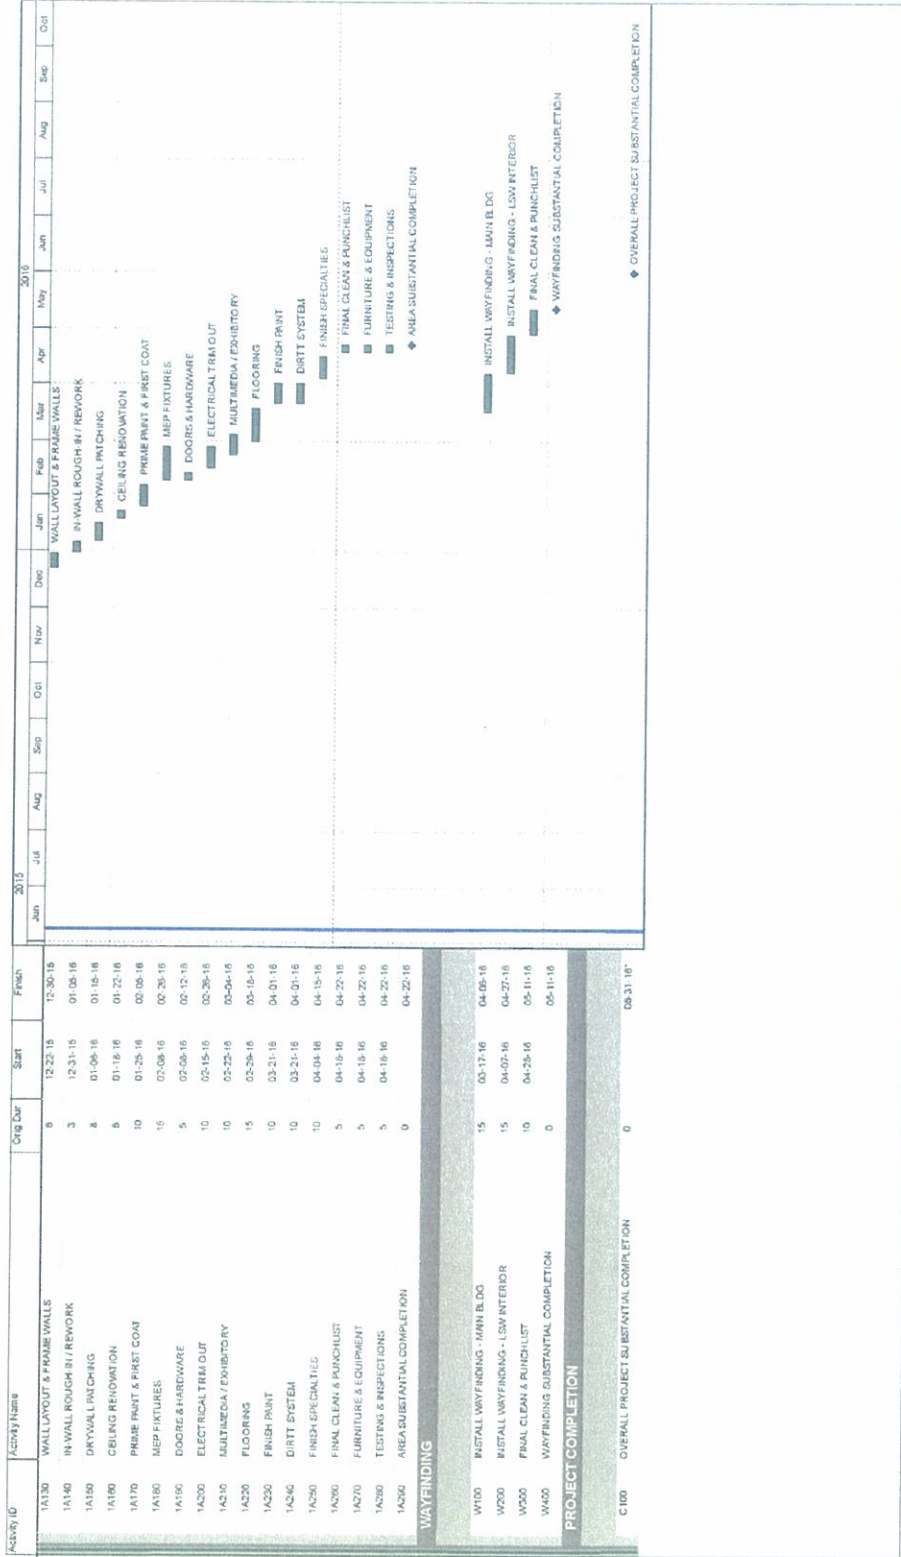 Activity ID Activity Name Orig Dur Start Finish 2015 2016
Jun Jul Aug Sep Oct Nov Dec Jan Feb Mar Apr May Jun Jul Aug Sep Oct
1A130 WALL LAYOUT & FRAME WALLS 6 12-22-15 12-30-15 WALL LAYOUT & FRAME WALLS
1A140 IN-WALL ROUGH-IN / REWORK 3 12-31-15 01-05-16 IN-WALL ROUGH-IN / REWORK
1A150 DRYWALL PATCHING 8 01-06-16 01-15-16 DRYWALL PATCHING
1A160 CEILING RENOVATION 5 01-18-16 01-22-16 CEILING RENOVATION
1A170 PRIME PAINT & FIRST COAT 10 01-25-16 02-05-16 PRIME PAINT & FIRST COAT
1A180 MEP FIXTURES 15 02-08-16 02-26-16 MEP FIXTURES
1A190 DOORS & HARDWARE 5 02-08-16 02-12-16 DOORS & HARDWARE
1A200 ELECTRICAL TRIM OUT 10 02-15-16 02-26-16 ELECTRICAL TRIM OUT
1A210 MULTIMEDIA / EXHIBITORY 10 02-22-16 03-04-16 MULTIMEDIA / EXHIBITORY
1A220 FLOORING 15 02-29-16 03-18-16 FLOORING
1A230 FINISH PAINT 10 03-21-16 04-01-16 FINISH PAINT
1A240 DIRTT SYSTEM 10 03-21-16 04-01-16 DIRTT SYSTEM
1A250 FINISH SPECIALTIES 10 04-04-16 04-15-16 FINISH SPECIALTIES
1A260 FINAL CLEAN & PUNCHLIST 5 04-18-16 04-22-16 FINAL CLEAN & PUNCHLIST
1A270 FURNITURE & EQUIPMENT 5 04-18-16 04-22-16 FURNITURE & EQUIPMENT
1A280 TESTING & INSPECTIONS 5 04-18-16 04-22-16 TESTING & INSPECTIONS
1A290 AREA SUBSTANTIAL COMPLETION 0 04-22-16 AREA SUBSTANTIAL COMPLETION
WAYFINDING
W100 INSTALL WAYFINDING - MAIN BLDG 15 03-17-16 04-06-16 INSTALL WAYFINDING - MAIN BLDG
W200 INSTALL WAYFINDING - LSW INTERIOR 15 04-07-16 04-27-16 INSTALL WAYFINDING - LSW INTERIOR
W300 FINAL CLEAN & PUNCHLIST 10 04-28-16 05-11-16 FINAL CLEAN & PUNCHLIST
W400 WAYFINDING SUBSTANTIAL COMPLETION 0 05-11-16 WAYFINDING SUBSTANTIAL COMPLETION
PROJECT COMPLETION
C100 OVERALL PROJECT SUBSTANTIAL COMPLETION 0 05-31-16* OVERALL PROJECT SUBSTANTIAL COMPLETION